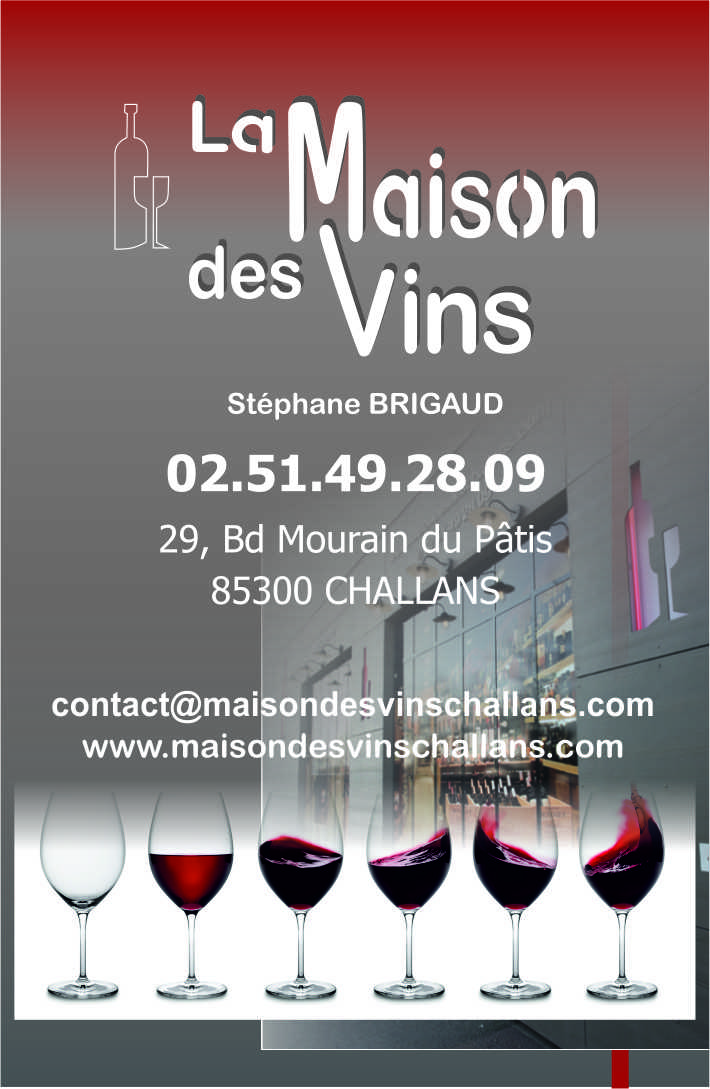 La Maison
des Vins
Stéphane BRIGAUD
02.51.49.28.09
29, Bd Mourain du Pâtis
85300 CHALLANS
contact@maisondesvinschallans.com
www.maisondesvinschallans.com